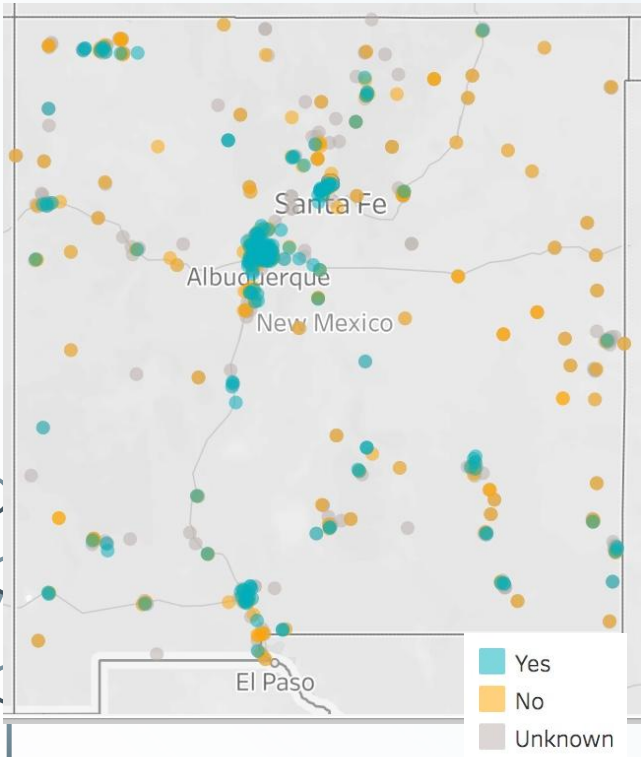 Santa Fe
Albuquerque
New Mexico
El Paso
Yes
No
Unknown